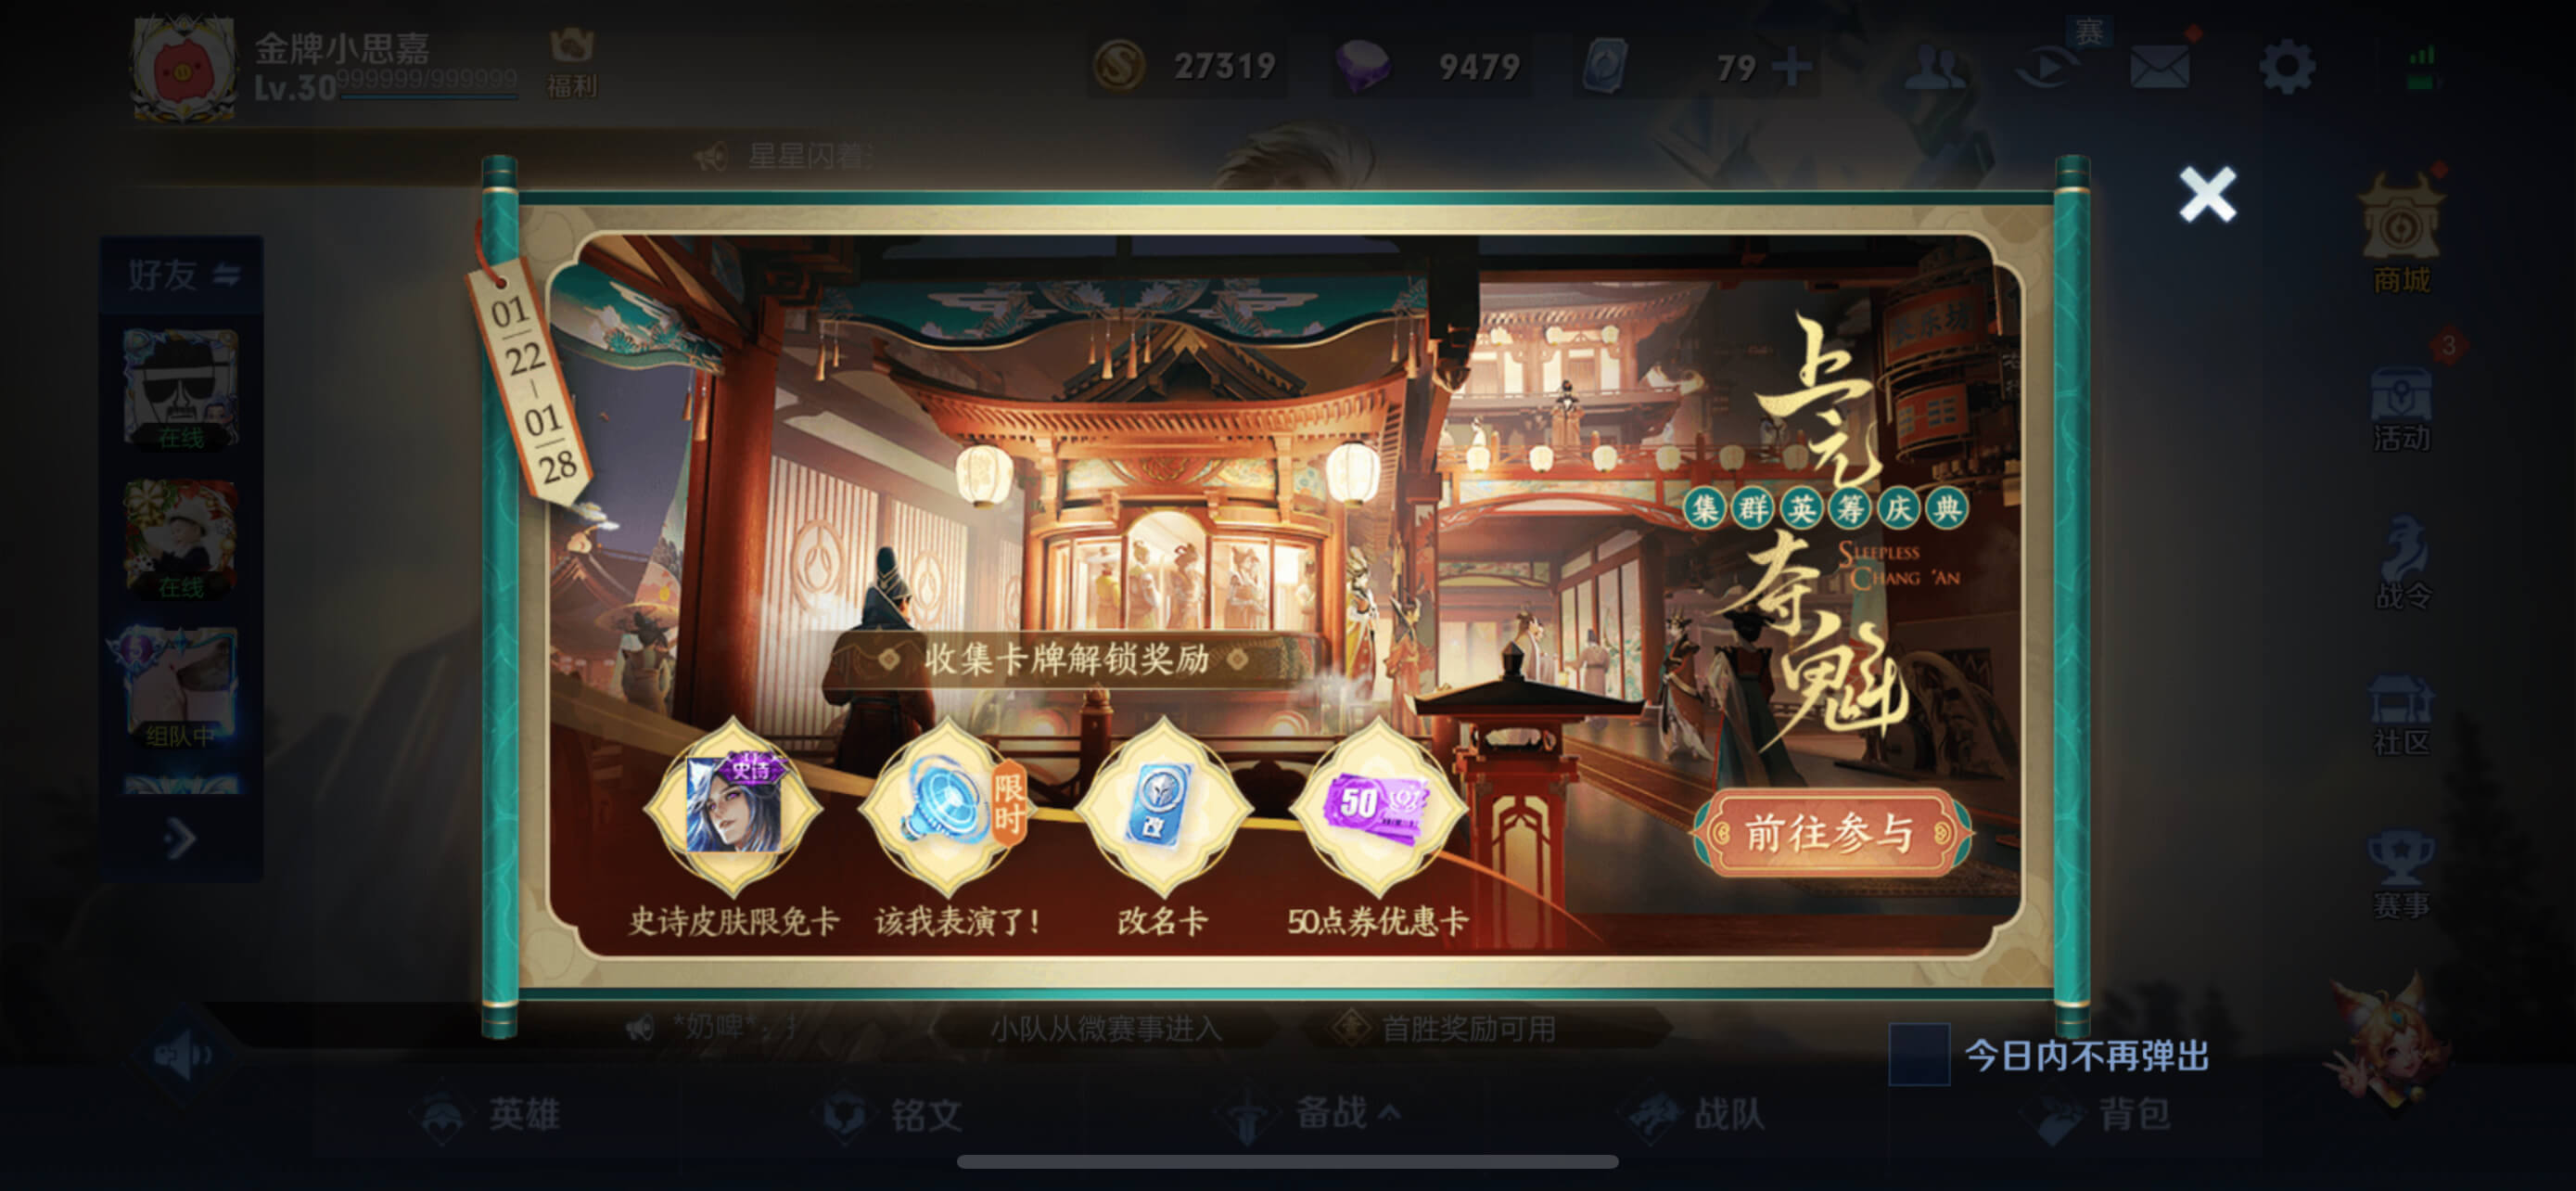 金牌小思嘉
Lv.30 999999/999999
福利
27319
9479
79
赛
星星闪着
好友
在线
在线
5
组队中
01
22
01
28
上元夺魁
集群英筹庆典
SLEEPLESS
CHANG 'AN
收集卡牌解锁奖励
史诗
限时
改
50
史诗皮肤限免卡
该我表演了!
改名卡
50点券优惠卡
前往参与
商城
3
活动
战令
社区
赛事
*奶啤*:
小队从微赛事进入
首胜奖励可用
今日内不再弹出
英雄
铭文
备战
战队
背包